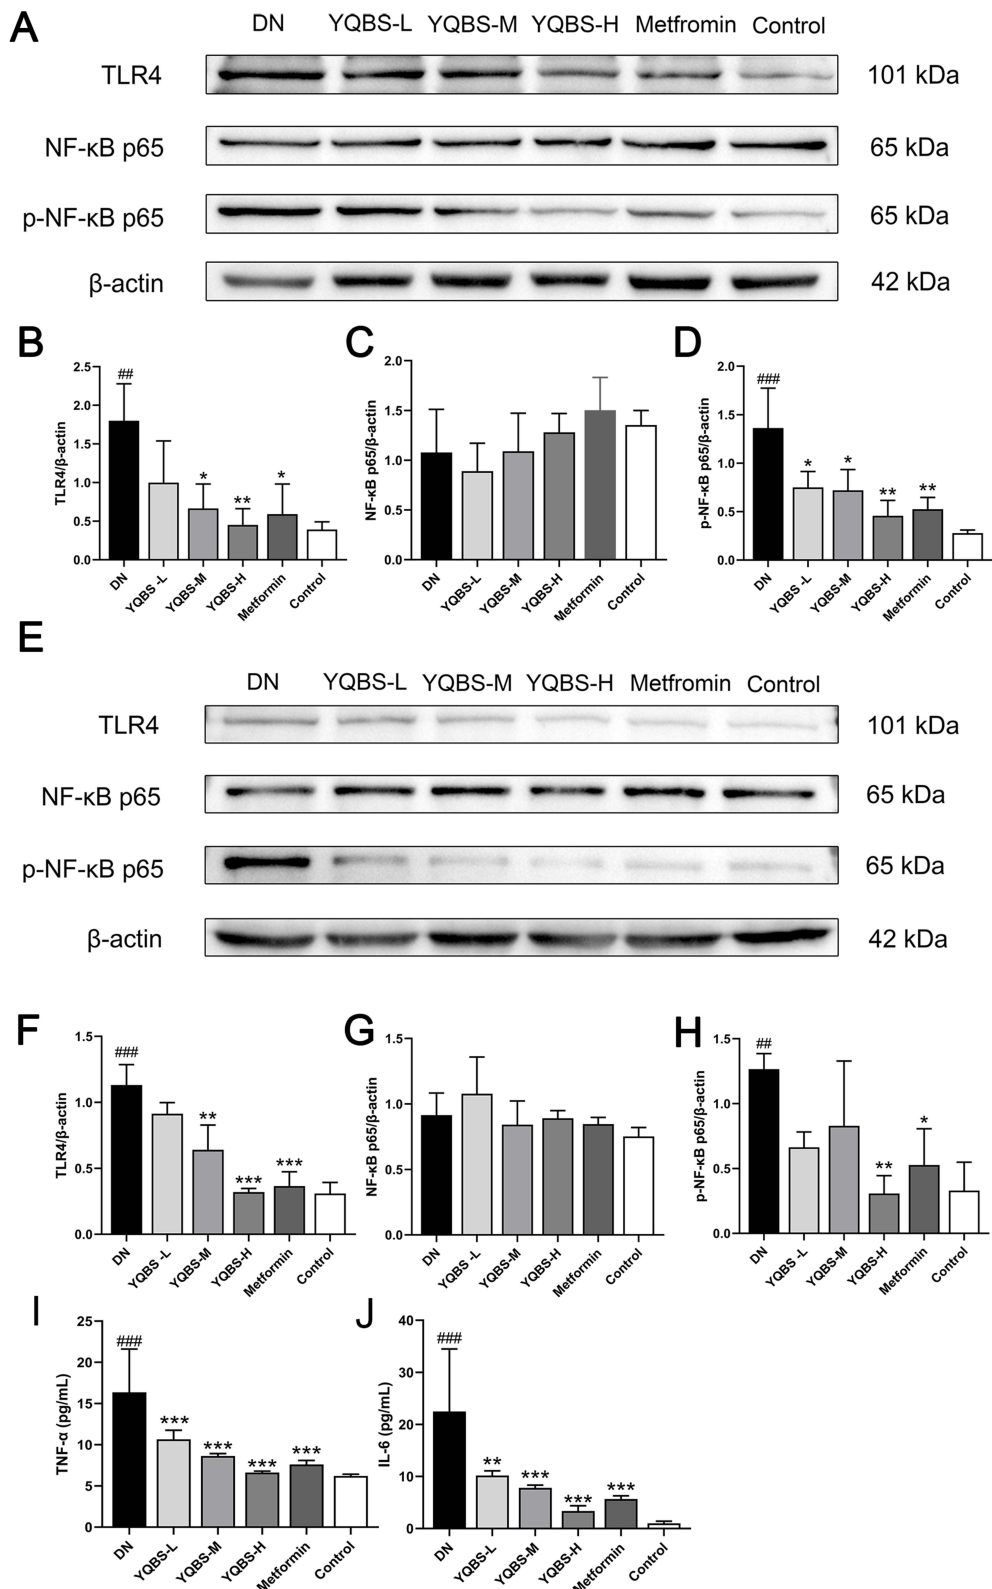 A
DN YQBS-L YQBS-M YQBS-H Metfromin Control
TLR4 101 kDa
NF-κB p65 65 kDa
p-NF-κB p65 65 kDa
β-actin 42 kDa
B
TLR4/β-actin
2.5
2.0
1.5
1.0
0.5
0.0
##
*
**
*
DN YQBS -L YQBS-M YQBS-H Metformin Control
C
NF-κB p65/β-actin
2.0
1.5
1.0
0.5
0.0
DN YQBS -L YQBS-M YQBS-H Metformin Control
D
p-NF-κB p65/β-actin
2.0
1.5
1.0
0.5
0.0
###
*
*
**
**
DN YQBS -L YQBS-M YQBS-H Metformin Control
E
DN YQBS-L YQBS-M YQBS-H Metfromin Control
TLR4 101 kDa
NF-κB p65 65 kDa
p-NF-κB p65 65 kDa
β-actin 42 kDa
F
TLR4/β-actin
1.5
1.0
0.5
0.0
###
**
***
***
DN YQBS -L YQBS-M YQBS-H Metformin Control
G
NF-κB p65/β-actin
1.5
1.0
0.5
0.0
DN YQBS -L YQBS-M YQBS-H Metformin Control
H
p-NF-κB p65/β-actin
1.5
1.0
0.5
0.0
##
**
*
DN YQBS -L YQBS-M YQBS-H Metformin Control
I
TNF-α (pg/mL)
25
20
15
10
5
0
###
***
***
***
***
DN YQBS-L YQBS-M YQBS-H Metformin Control
J
IL-6 (pg/mL)
40
30
20
10
0
###
**
***
***
***
DN YQBS-L YQBS-M YQBS-H Metformin Control